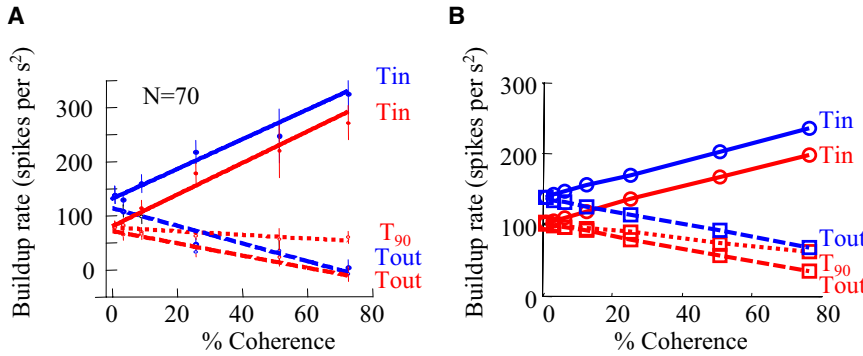 A
Buildup rate (spikes per s²)
300
200
100
0
N=70
Tin
Tin
T₉₀
Tout
Tout
0
20
40
60
80
% Coherence
B
Buildup rate (spikes per s²)
300
200
100
0
Tin
Tin
Tout
T₉₀
Tout
0
20
40
60
80
% Coherence